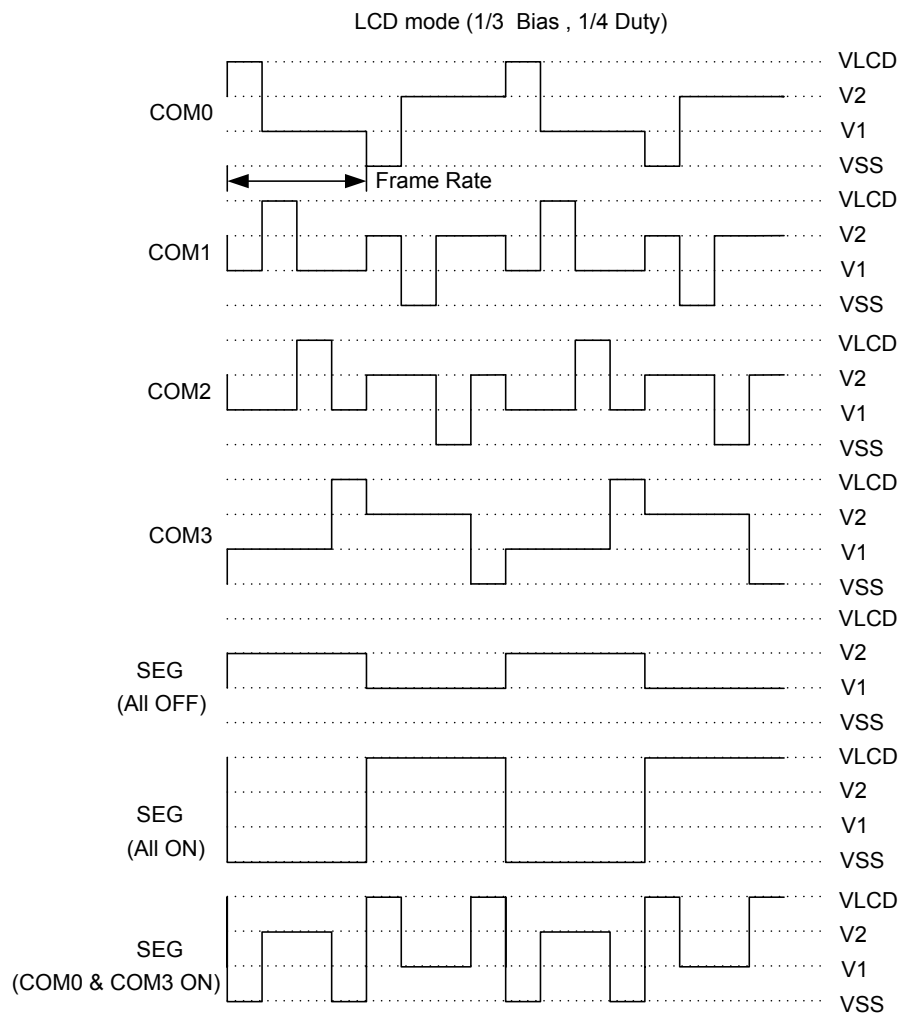 LCD mode (1/3 Bias , 1/4 Duty)
COM0
VLCD
V2
V1
VSS
Frame Rate
COM1
VLCD
V2
V1
VSS
COM2
VLCD
V2
V1
VSS
COM3
VLCD
V2
V1
VSS
SEG
(All OFF)
VLCD
V2
V1
VSS
SEG
(All ON)
VLCD
V2
V1
VSS
SEG
(COM0 & COM3 ON)
VLCD
V2
V1
VSS